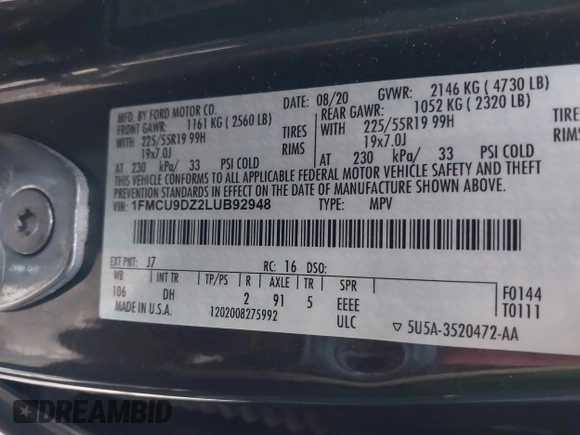 MFD. BY FORD MOTOR CO.
DATE: 08/20
GVWR: 2146 KG ( 4730 LB)
FRONT GAWR: 1161 KG ( 2560 LB)
REAR GAWR: 1052 KG ( 2320 LB)
WITH 225/55R19 99H TIRES
WITH 225/55R19 99H TIRES
19x7.0J RIMS
19x7.0J RIMS
AT 230 kPa/ 33 PSI COLD
AT 230 kPa/ 33 PSI COLD
THIS VEHICLE CONFORMS TO ALL APPLICABLE FEDERAL MOTOR VEHICLE SAFETY AND THEFT
PREVENTION STANDARDS IN EFFECT ON THE DATE OF MANUFACTURE SHOWN ABOVE.
VIN: 1FMCU9DZ2LUB92948 TYPE: MPV
EXT PNT: J7 RC: 16 DSO:
WB INT TR TP/PS R AXLE TR SPR
106 DH 2 91 5 EEEE
F0144
T0111
MADE IN U.S.A. 1202008275992 ULC
▽ 5U5A-3520472-AA
DREAMBID